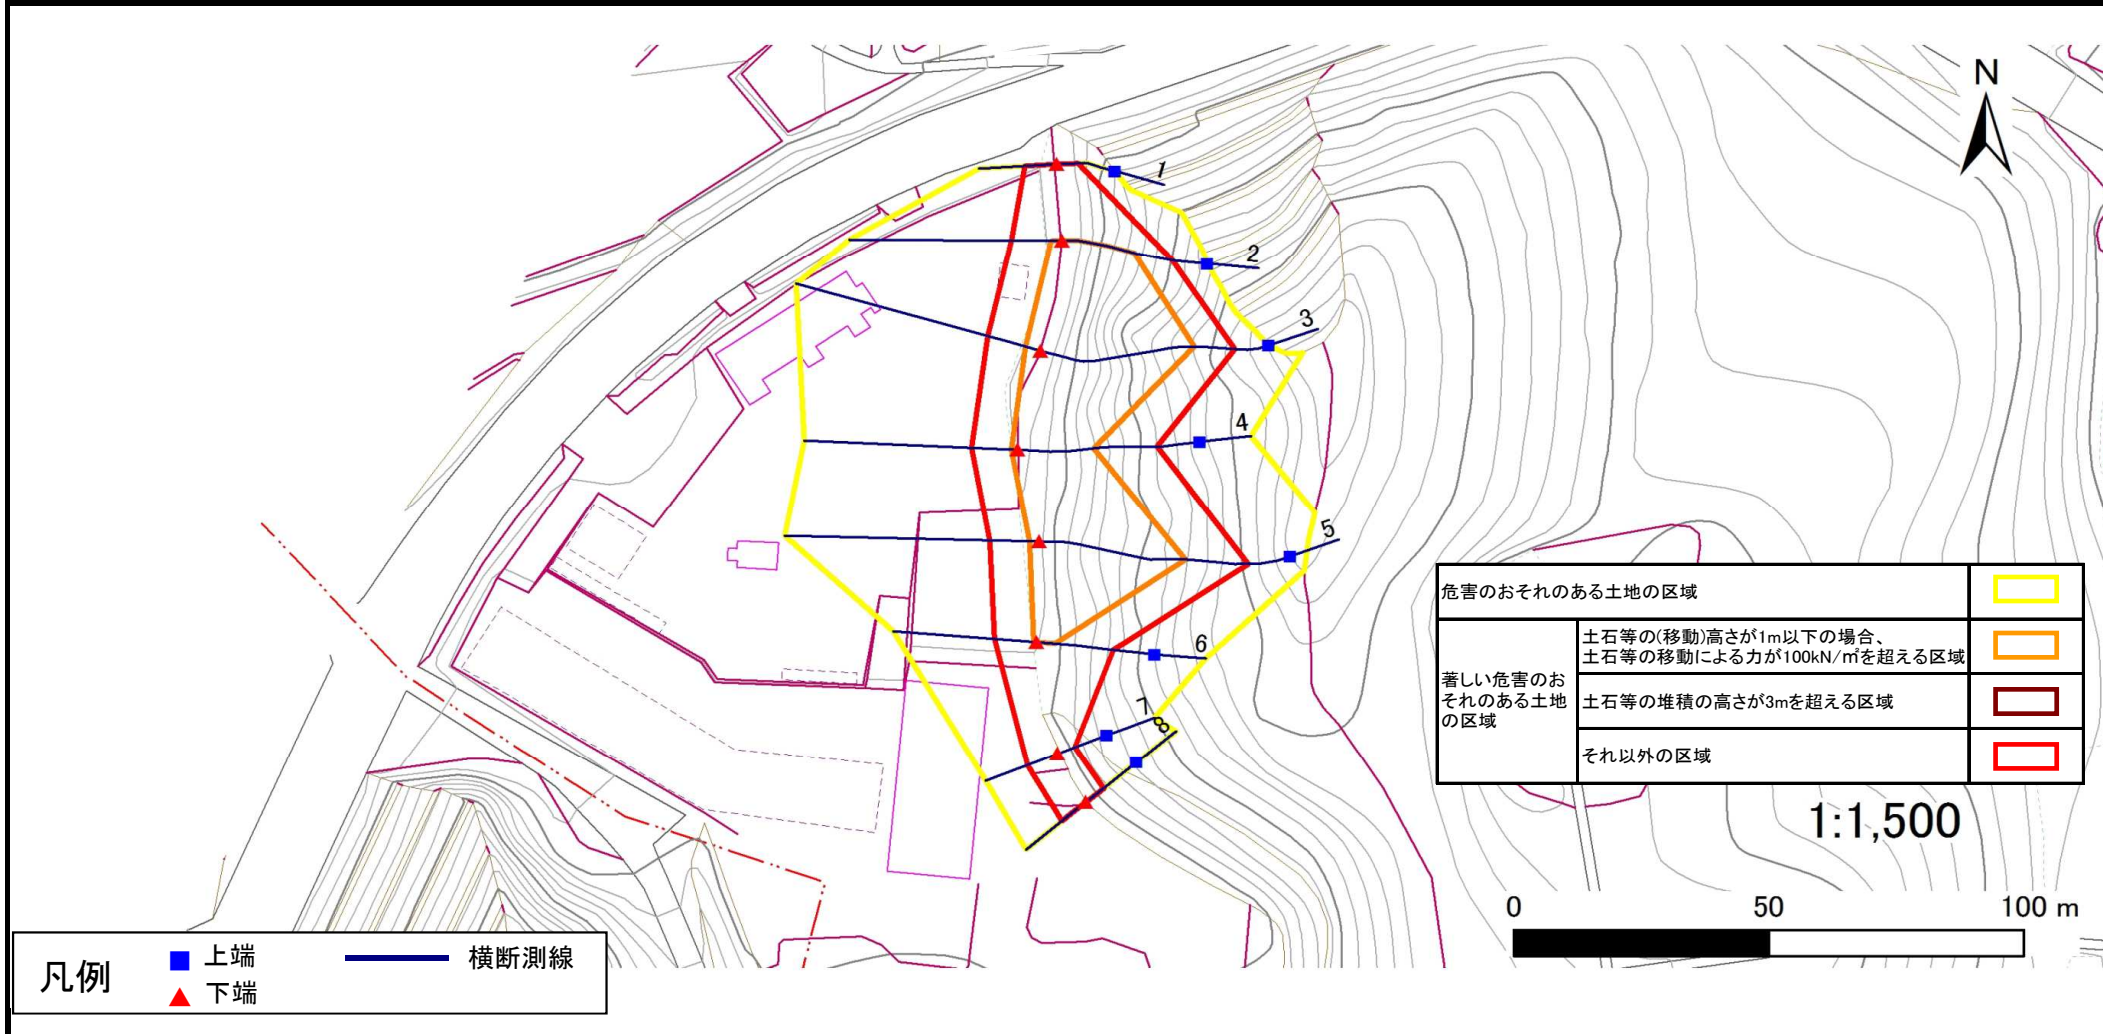 N
1
2
3
4
5
6
7
8
危害のおそれのある土地の区域
著しい危害のお
それのある土地
の区域
土石等の(移動)高さが1m以下の場合、
土石等の移動による力が100kN/㎡を超える区域
土石等の堆積の高さが3mを超える区域
それ以外の区域
1:1,500
0 50 100 m
凡例
上端
横断測線
下端